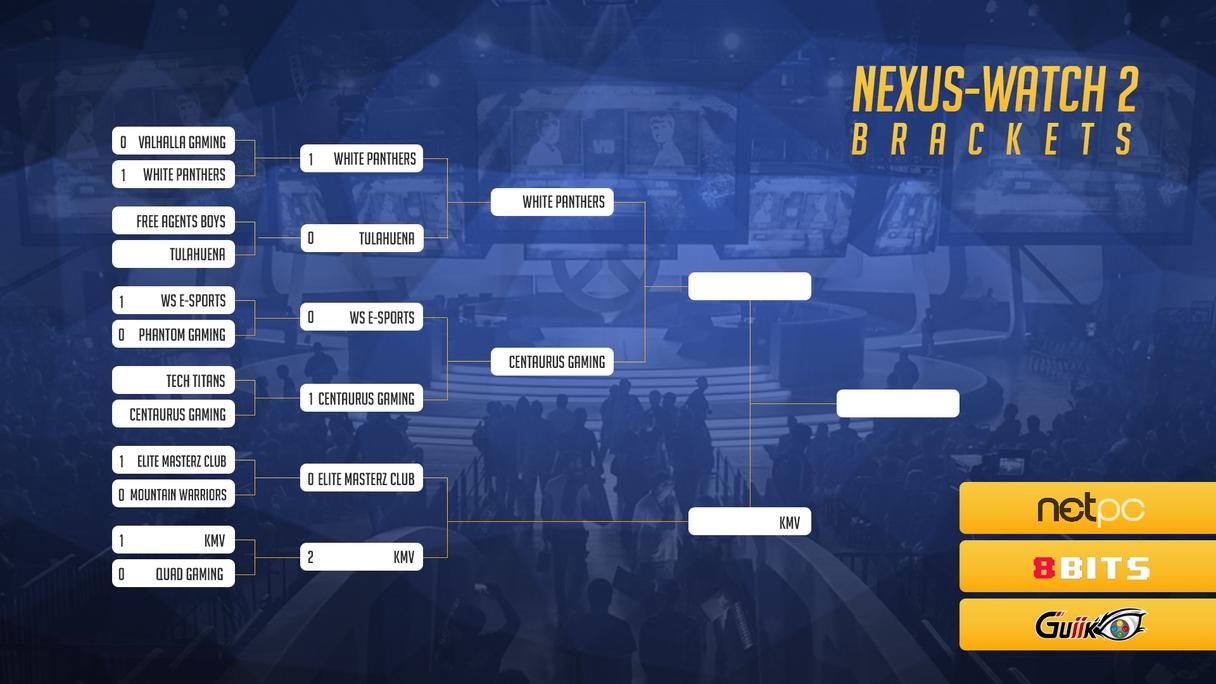 NEXUS-WATCH 2
BRACKETS
0 VALHALLA GAMING
1 WHITE PANTHERS
FREE AGENTS BOYS
TULAHUENA
1 WS E-SPORTS
0 PHANTOM GAMING
TECH TITANS
CENTAURUS GAMING
1 ELITE MASTERZ CLUB
0 MOUNTAIN WARRIORS
1 KMV
0 QUAD GAMING
1 WHITE PANTHERS
0 TULAHUENA
0 WS E-SPORTS
1 CENTAURUS GAMING
0 ELITE MASTERZ CLUB
2 KMV
WHITE PANTHERS
CENTAURUS GAMING
KMV
VS
netpc
8BITS
Guiik